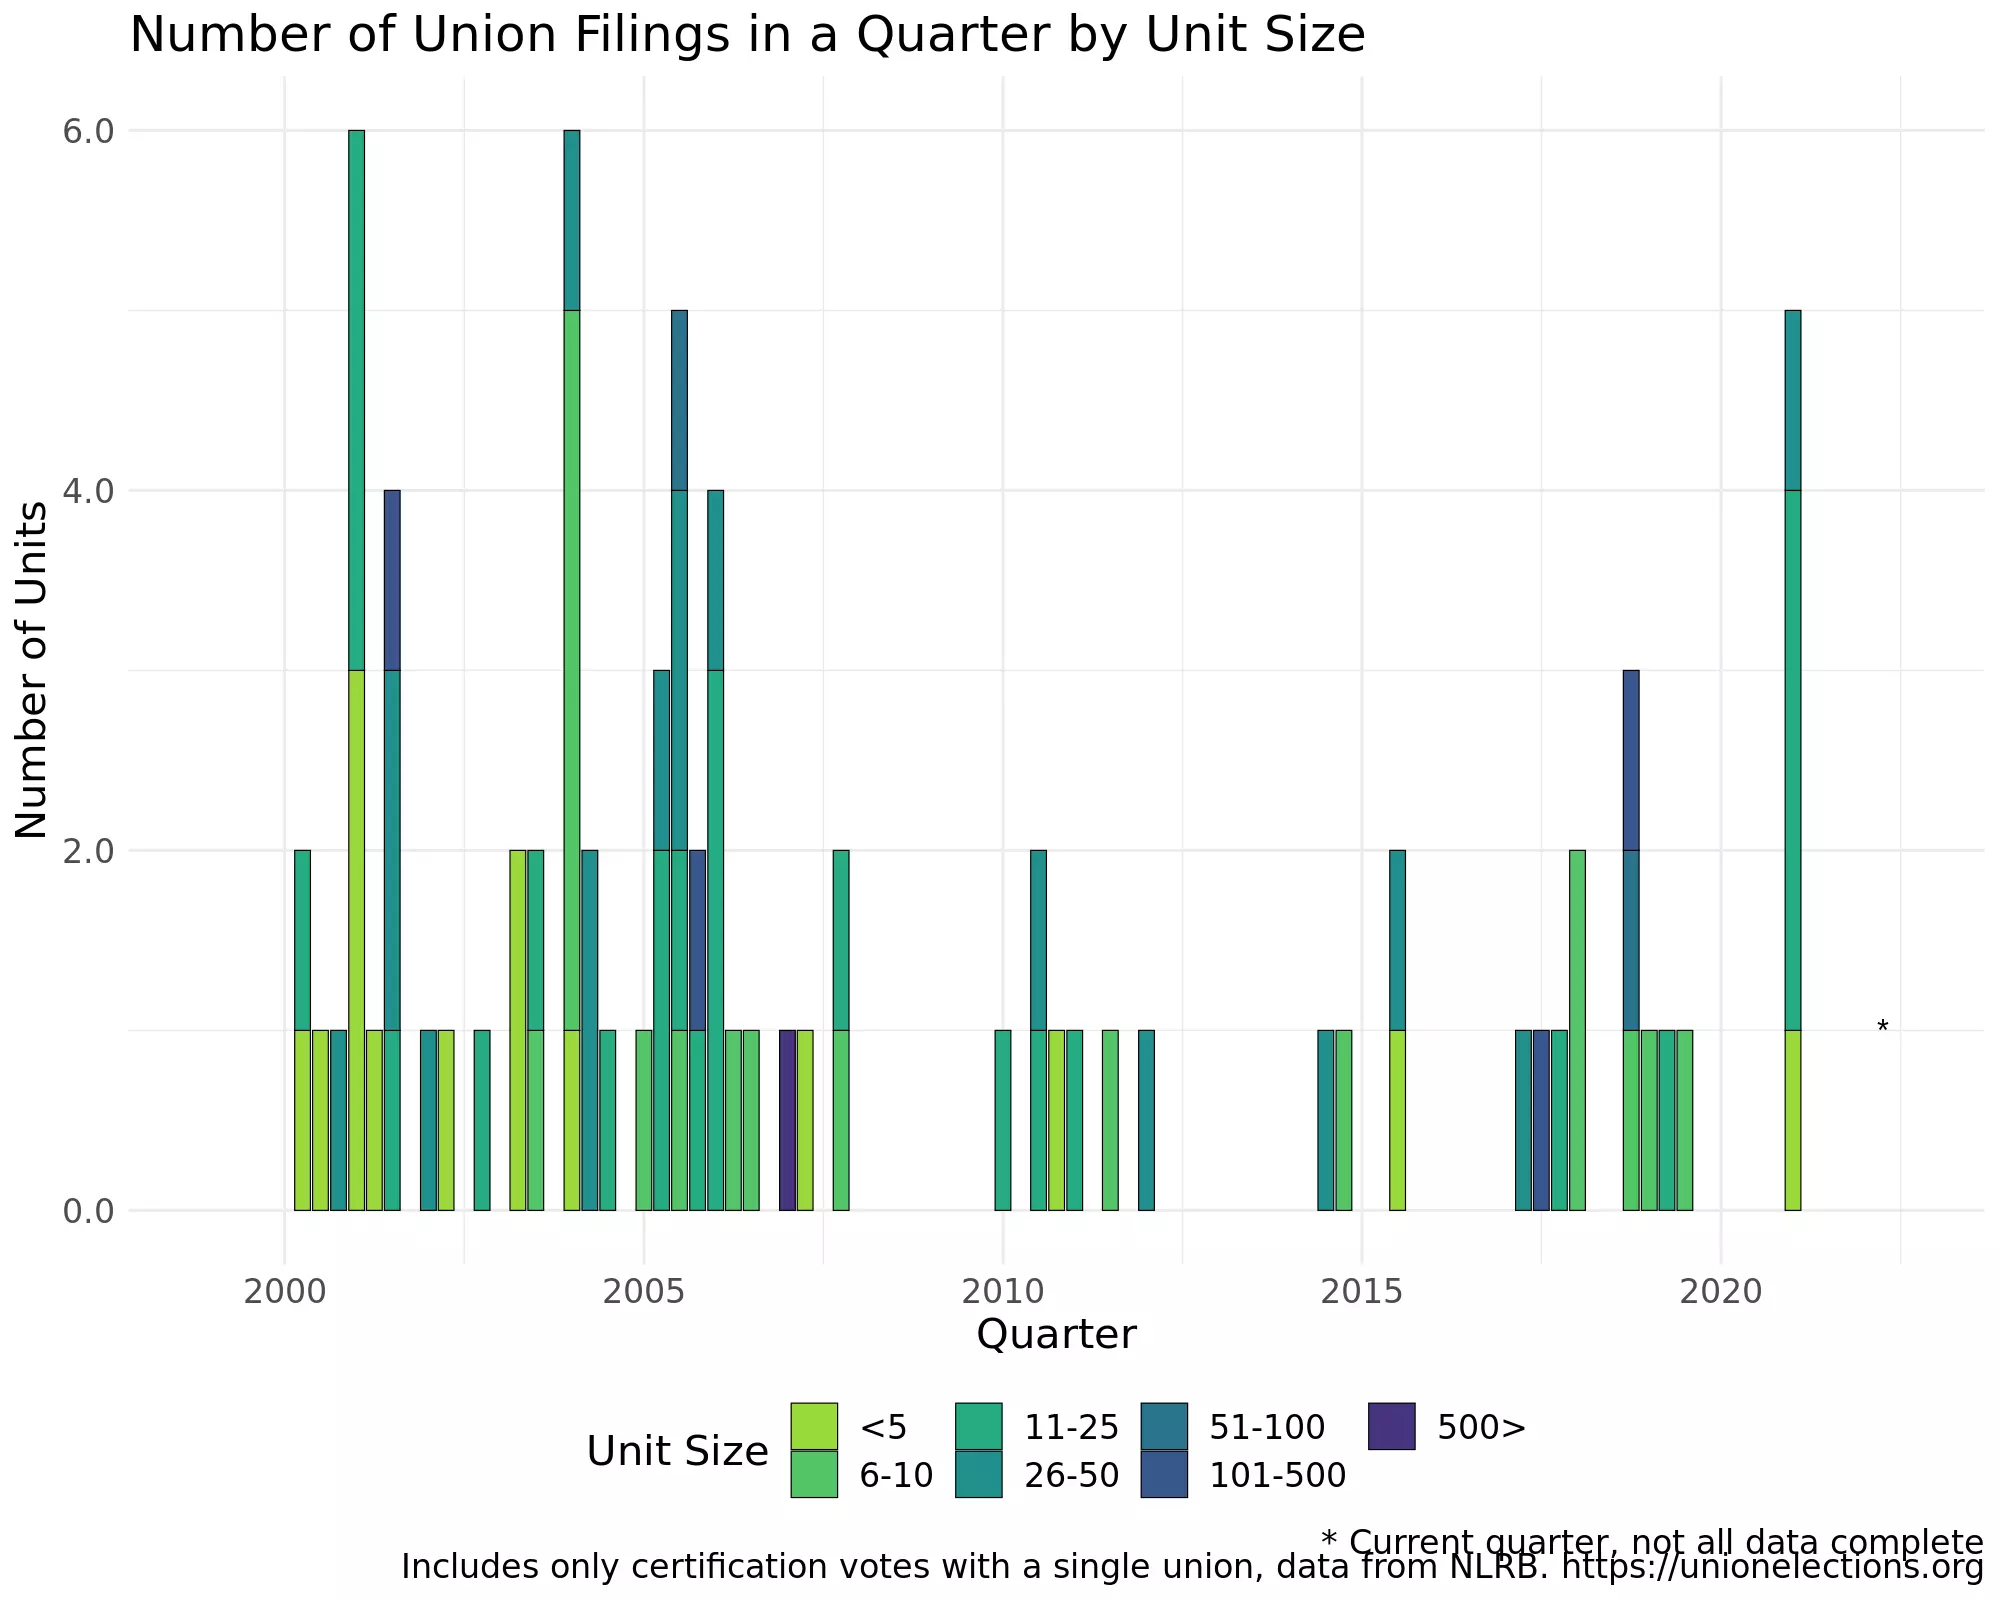 Number of Union Filings in a Quarter by Unit Size
6.0
4.0
2.0
0.0
Number of Units
*
2000 2005 2010 2015 2020
Quarter
Unit Size
<5 11-25 51-100 500>
6-10 26-50 101-500
* Current quarter, not all data complete
Includes only certification votes with a single union, data from NLRB. https://unionelections.org